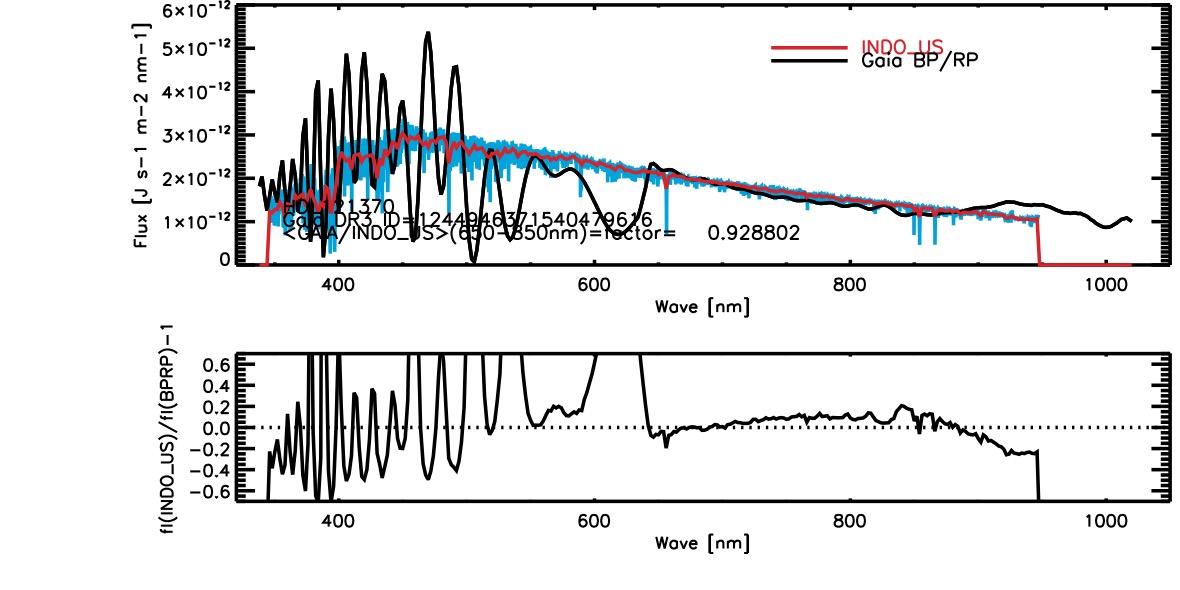 6×10−12
5×10−12
4×10−12
3×10−12
2×10−12
1×10−12
0
Flux [J s−1 m−2 nm−1]
INDO_US
Gaia BP/RP
Gaia DR3 ID=1244946371540479616
<GAIA/INDO_US>(650−850nm)=factor= 0.928802
400 600 800 1000
Wave [nm]
0.6
0.4
0.2
0.0
−0.2
−0.4
−0.6
fl(INDO_US)/fl(BPRP)−1
400 600 800 1000
Wave [nm]